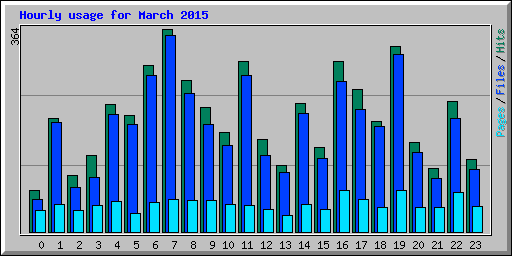 Hourly usage for March 2015
364
Pages/Files/Hits
0 1 2 3 4 5 6 7 8 9 10 11 12 13 14 15 16 17 18 19 20 21 22 23